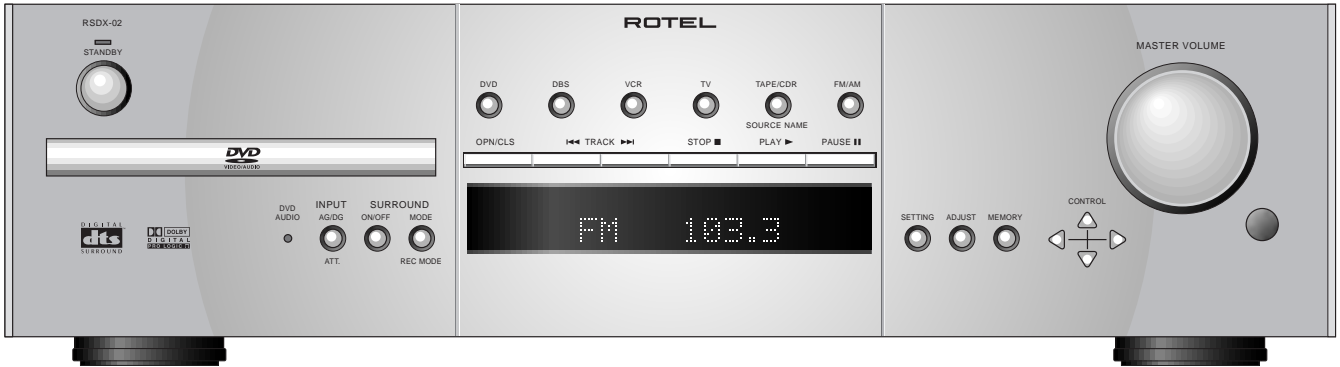 RSDX-02
STANDBY
ROTEL
MASTER VOLUME
DVD DBS VCR TV TAPE/CDR FM/AM
SOURCE NAME
OPN/CLS TRACK STOP PLAY PAUSE
DVD
VIDEO/AUDIO
FM 103.3
DVD
AUDIO
INPUT SURROUND
AG/DG ON/OFF MODE
ATT. REC MODE
DIGITAL
dts
SURROUND
DOLBY
DIGITAL
PRO LOGIC II
SETTING ADJUST MEMORY
CONTROL